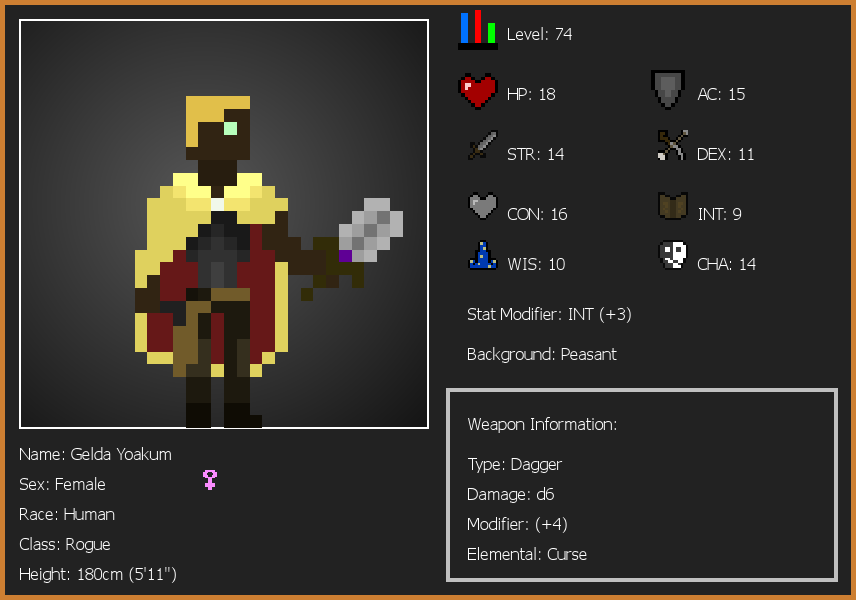 Level: 74
HP: 18
AC: 15
STR: 14
DEX: 11
CON: 16
INT: 9
WIS: 10
CHA: 14
Stat Modifier: INT (+3)
Background: Peasant
Weapon Information:
Type: Dagger
Damage: d6
Modifier: (+4)
Elemental: Curse
Name: Gelda Yoakum
Sex: Female
Race: Human
Class: Rogue
Height: 180cm (5'11")